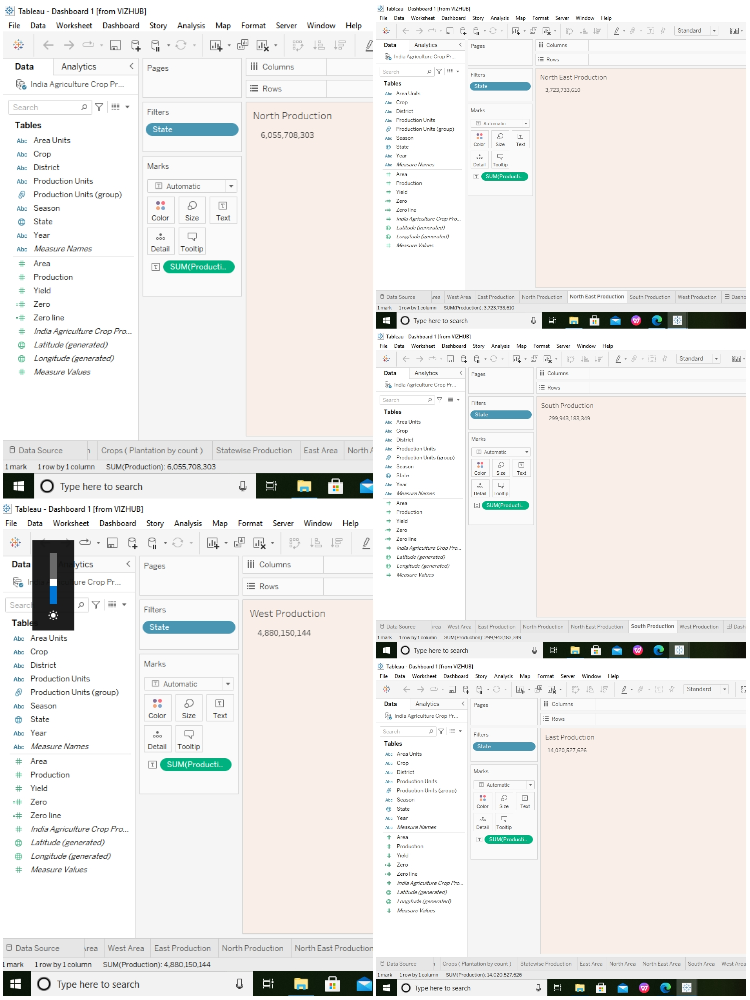 Tableau - Dashboard 1 [from VIZHUB]
File Data Worksheet Dashboard Story Analysis Map Format Server Window Help
Data Analytics
India Agriculture Crop Pr...
Search
Tables
Abc Area Units
Abc Crop
Abc District
Abc Production Units
Production Units (group)
Abc Season
State
Abc Year
Abc Measure Names
Area
Production
Yield
Zero
Zero line
India Agriculture Crop Pro...
Latitude (generated)
Longitude (generated)
Measure Values
Pages
Filters
State
Marks
Automatic
Color Size Text
Detail Tooltip
SUM(Producti..
Columns
Rows
North Production
6,055,708,303
Data Source Crops ( Plantation by count ) Statewise Production East Area North A
1 mark 1 row by 1 column SUM(Production): 6,055,708,303
Type here to search
Tableau - Dashboard 1 [from VIZHUB]
File Data Worksheet Dashboard Story Analysis Map Format Server Window Help
Standard
Data Analytics
India Agriculture Crop Pr...
Search
Tables
Abc Area Units
Abc Crop
Abc District
Abc Production Units
Production Units (group)
Abc Season
State
Abc Year
Abc Measure Names
Area
Production
Yield
Zero
Zero line
India Agriculture Crop Pro...
Latitude (generated)
Longitude (generated)
Measure Values
Pages
Filters
State
Marks
Automatic
Color Size Text
Detail Tooltip
SUM(Producti..
Columns
Rows
North East Production
3,723,733,610
Data Source rea West Area East Production North Production North East Production South Production West Production Dashb
1 mark 1 row by 1 column SUM(Production): 3,723,733,610
Type here to search
Tableau - Dashboard 1 [from VIZHUB]
File Data Worksheet Dashboard Story Analysis Map Format Server Window Help
Standard
Data Analytics
India Agriculture Crop Pr...
Search
Tables
Abc Area Units
Abc Crop
Abc District
Abc Production Units
Production Units (group)
Abc Season
State
Abc Year
Abc Measure Names
Area
Production
Yield
Zero
Zero line
India Agriculture Crop Pro...
Latitude (generated)
Longitude (generated)
Measure Values
Pages
Filters
State
Marks
Automatic
Color Size Text
Detail Tooltip
SUM(Producti..
Columns
Rows
South Production
299,943,183,349
Data Source rea West Area East Production North Production North East Production South Production West Production Dashl
1 mark 1 row by 1 column SUM(Production): 299,943,183,349
Type here to search
Tableau - Dashboard 1 [from VIZHUB]
File Data Worksheet Dashboard Story Analysis Map Format Server Window Help
Data lytics
In ure Crop Pr...
Searc
Tables
Abc Area Units
Abc Crop
Abc District
Abc Production Units
Production Units (group)
Abc Season
State
Abc Year
Abc Measure Names
Area
Production
Yield
Zero
Zero line
India Agriculture Crop Pro...
Latitude (generated)
Longitude (generated)
Measure Values
Pages
Filters
State
Marks
Automatic
Color Size Text
Detail Tooltip
SUM(Producti..
Columns
Rows
West Production
4,880,150,144
Data Source rea West Area East Production North Production North East Production
1 mark 1 row by 1 column SUM(Production): 4,880,150,144
Type here to search
Tableau - Dashboard 1 [from VIZHUB]
File Data Worksheet Dashboard Story Analysis Map Format Server Window Help
Standard
Data Analytics
India Agriculture Crop Pr...
Search
Tables
Abc Area Units
Abc Crop
Abc District
Abc Production Units
Production Units (group)
Abc Season
State
Abc Year
Abc Measure Names
Area
Production
Yield
Zero
Zero line
India Agriculture Crop Pro...
Latitude (generated)
Longitude (generated)
Measure Values
Pages
Filters
State
Marks
Automatic
Color Size Text
Detail Tooltip
SUM(Producti..
Columns
Rows
East Production
14,020,527,626
Data Source Crops ( Plantation by count ) Statewise Production East Area North Area North East Area South Area West Area
1 mark 1 row by 1 column SUM(Production): 14,020,527,626
Type here to search